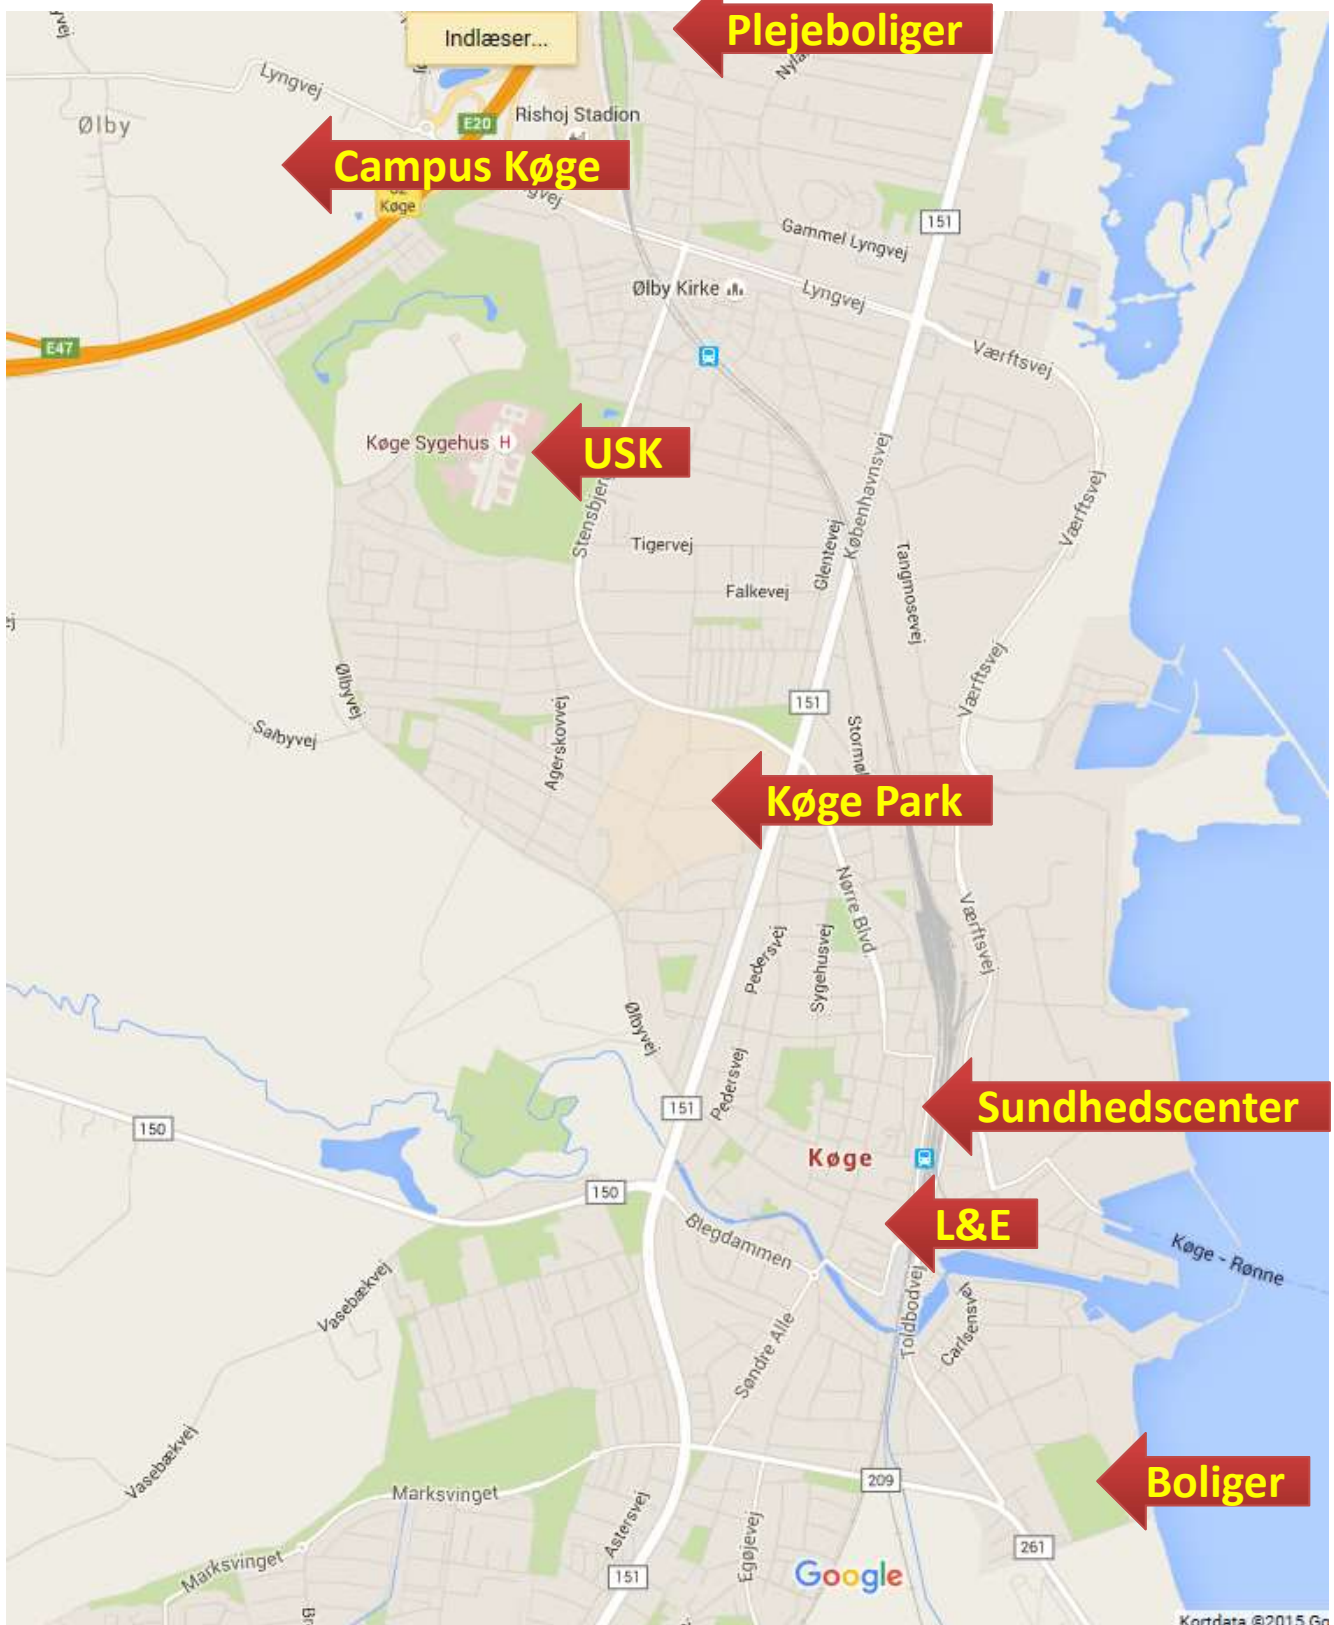 Plejeboliger
Indlæser...
Lyngvej
Ølby
E20
Rishoj Stadion
Campus Køge
Køge
151
Gammel Lyngvej
Ølby Kirke
Lyngvej
E47
Værftsvej
Køge Sygehus H
USK
Københavnsvej
Værftsvej
Tigervej
Glentevej
Tangmosevej
Falkevej
Ølbyvej
Værftsvej
151
Agerskovvej
Køge Park
Nørre Blvd.
Værftsvej
Pedersvej
Sygehusvej
Ølbyvej
Pedersvej
151
Sundhedscenter
150
Køge
150
L&E
Blegdammen
Køge - Rønne
Vasebækvej
Toldbodvej
Carlsensvej
Søndre Alle
Vasebækvej
Boliger
209
Marksvinget
Astersvej
Egøjevej
261
Marksvinget
151
Google
Kortdata ©2015